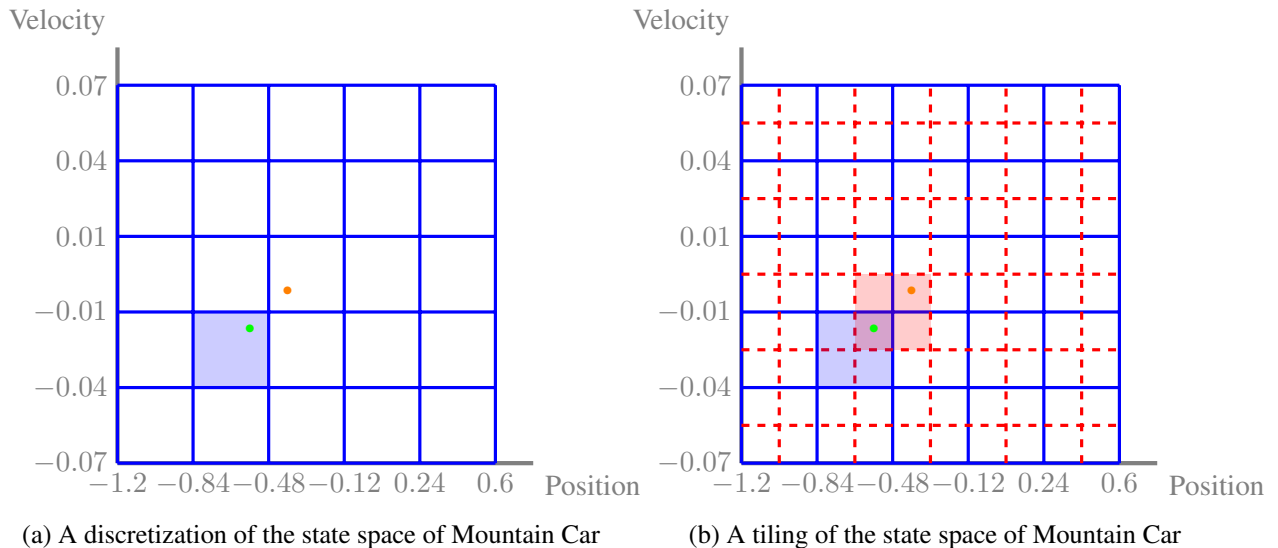 Velocity Velocity
0.07 0.07
0.04 0.04
0.01 0.01
−0.01 −0.01
−0.04 −0.04
−0.07 −0.07
−1.2 −0.84 −0.48 −0.12 0.24 0.6 Position −1.2 −0.84 −0.48 −0.12 0.24 0.6 Position
(a) A discretization of the state space of Mountain Car (b) A tiling of the state space of Mountain Car